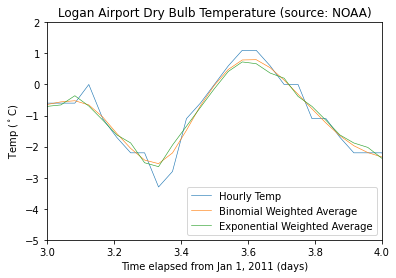 Logan Airport Dry Bulb Temperature (source: NOAA)
Temp (°C)
2
1
0
−1
−2
−3
−4
−5
Hourly Temp
Binomial Weighted Average
Exponential Weighted Average
3.0 3.2 3.4 3.6 3.8 4.0
Time elapsed from Jan 1, 2011 (days)